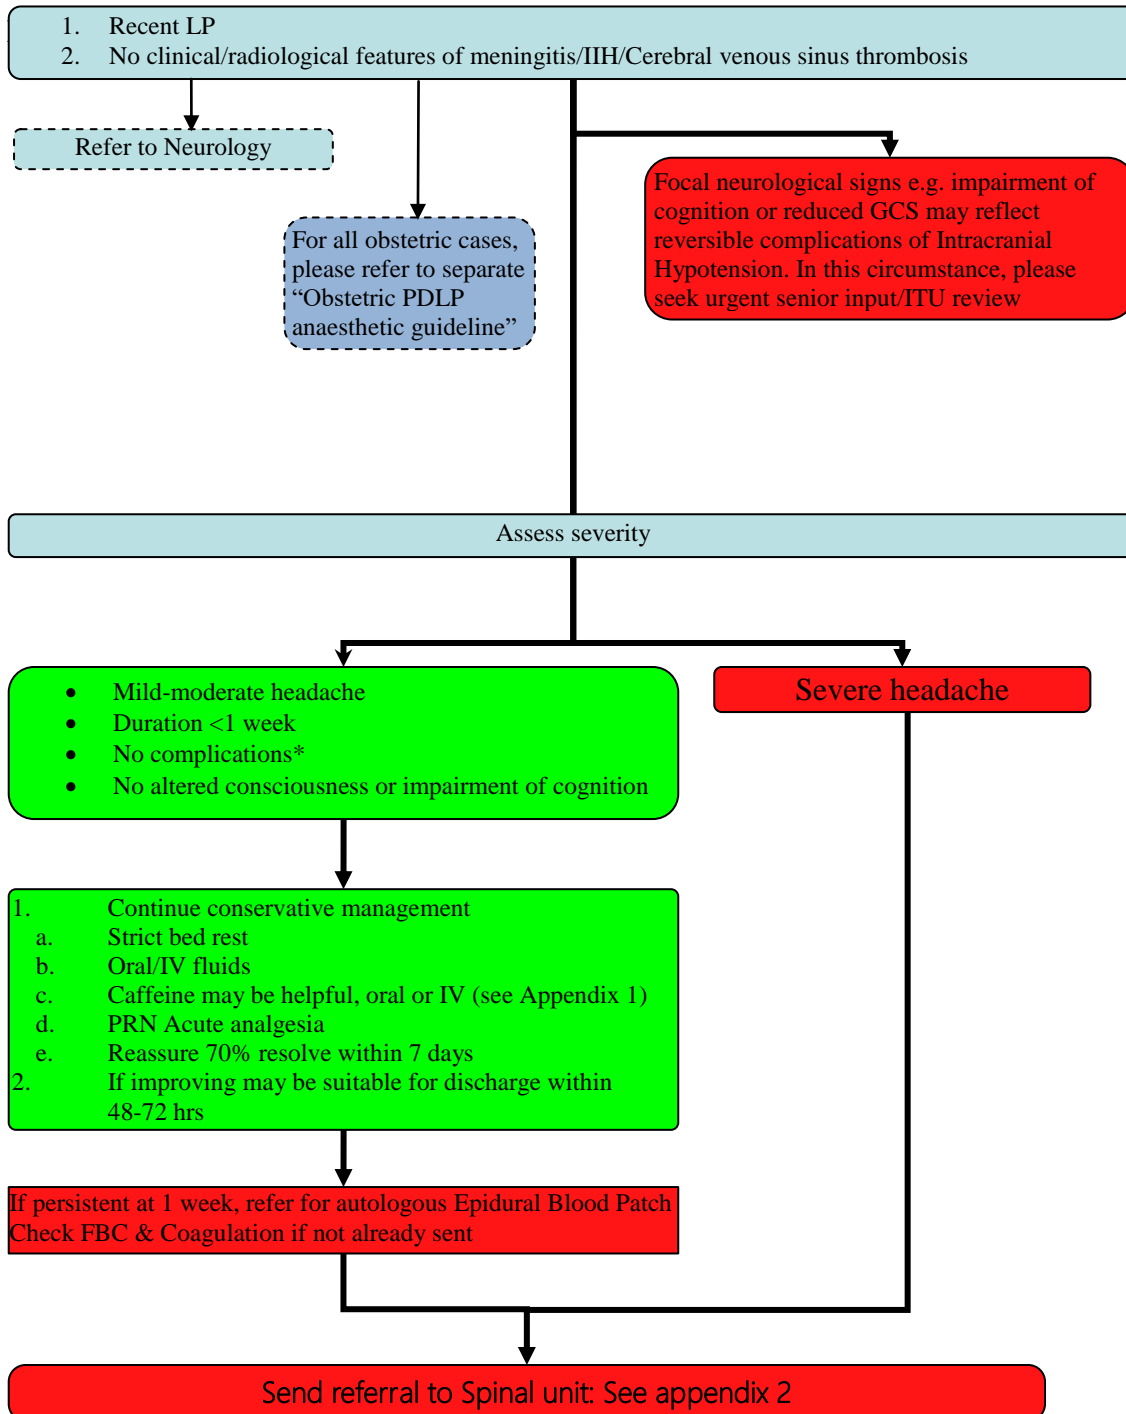 1. Recent LP
2. No clinical/radiological features of meningitis/IIH/Cerebral venous sinus thrombosis
Refer to Neurology
For all obstetric cases,
please refer to separate
“Obstetric PDLP
anaesthetic guideline”
Focal neurological signs e.g. impairment of
cognition or reduced GCS may reflect
reversible complications of Intracranial
Hypotension. In this circumstance, please
seek urgent senior input/ITU review
Assess severity
• Mild-moderate headache
• Duration <1 week
• No complications*
• No altered consciousness or impairment of cognition
Severe headache
1. Continue conservative management
a. Strict bed rest
b. Oral/IV fluids
c. Caffeine may be helpful, oral or IV (see Appendix 1)
d. PRN Acute analgesia
e. Reassure 70% resolve within 7 days
2. If improving may be suitable for discharge within
48-72 hrs
If persistent at 1 week, refer for autologous Epidural Blood Patch
Check FBC & Coagulation if not already sent
Send referral to Spinal unit: See appendix 2